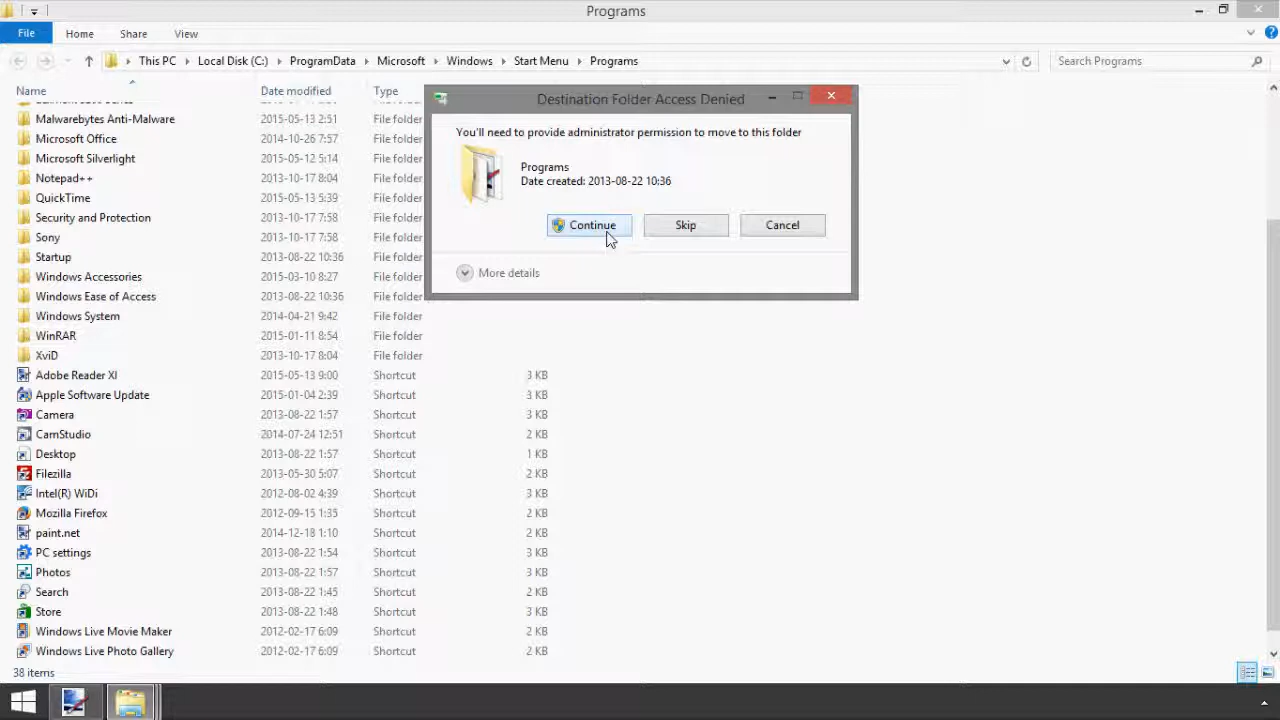 Programs
File Home Share View
This PC Local Disk (C:) ProgramData Microsoft Windows Start Menu Programs Search Programs
Name Date modified Type
Malwarebytes Anti-Malware 2015-05-13 2:51 File folder
Microsoft Office 2014-10-26 7:57 File folder
Microsoft Silverlight 2015-05-12 5:14 File folder
Notepad++ 2013-10-17 8:04 File folder
QuickTime 2015-05-13 5:39 File folder
Security and Protection 2013-10-17 7:58 File folder
Sony 2013-10-17 7:58 File folder
Startup 2013-08-22 10:36 File folder
Windows Accessories 2015-03-10 8:27 File folder
Windows Ease of Access 2013-08-22 10:36 File folder
Windows System 2014-04-21 9:42 File folder
WinRAR 2015-01-11 8:54 File folder
XviD 2013-10-17 8:04 File folder
Adobe Reader XI 2015-05-13 9:00 Shortcut 3 KB
Apple Software Update 2015-01-04 2:39 Shortcut 3 KB
Camera 2013-08-22 1:57 Shortcut 3 KB
CamStudio 2014-07-24 12:51 Shortcut 2 KB
Desktop 2013-08-22 1:57 Shortcut 1 KB
Filezilla 2013-05-30 5:07 Shortcut 2 KB
Intel(R) WiDi 2012-08-02 4:39 Shortcut 3 KB
Mozilla Firefox 2012-09-15 1:35 Shortcut 2 KB
paint.net 2014-12-18 1:10 Shortcut 2 KB
PC settings 2013-08-22 1:54 Shortcut 3 KB
Photos 2013-08-22 1:57 Shortcut 3 KB
Search 2013-08-22 1:45 Shortcut 2 KB
Store 2013-08-22 1:48 Shortcut 3 KB
Windows Live Movie Maker 2012-02-17 6:09 Shortcut 2 KB
Windows Live Photo Gallery 2012-02-17 6:09 Shortcut 2 KB
38 items
Destination Folder Access Denied
You'll need to provide administrator permission to move to this folder
Programs
Date created: 2013-08-22 10:36
Continue Skip Cancel
More details